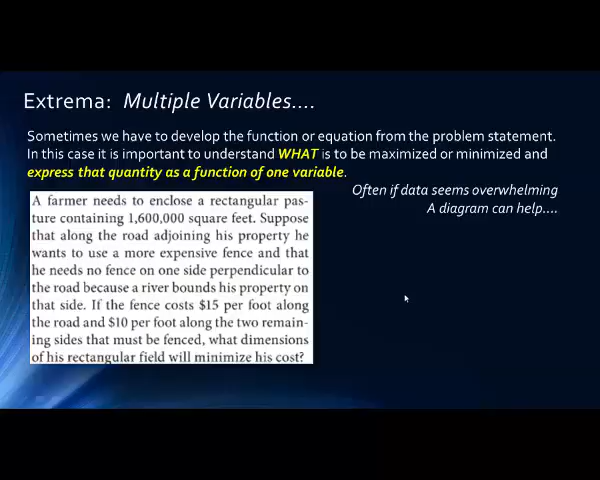 Extrema: Multiple Variables....
Sometimes we have to develop the function or equation from the problem statement.
In this case it is important to understand WHAT is to be maximized or minimized and
express that quantity as a function of one variable.
Often if data seems overwhelming
A diagram can help....
A farmer needs to enclose a rectangular pas-
ture containing 1,600,000 square feet. Suppose
that along the road adjoining his property he
wants to use a more expensive fence and that
he needs no fence on one side perpendicular to
the road because a river bounds his property on
that side. If the fence costs $15 per foot along
the road and $10 per foot along the two remain-
ing sides that must be fenced, what dimensions
of his rectangular field will minimize his cost?